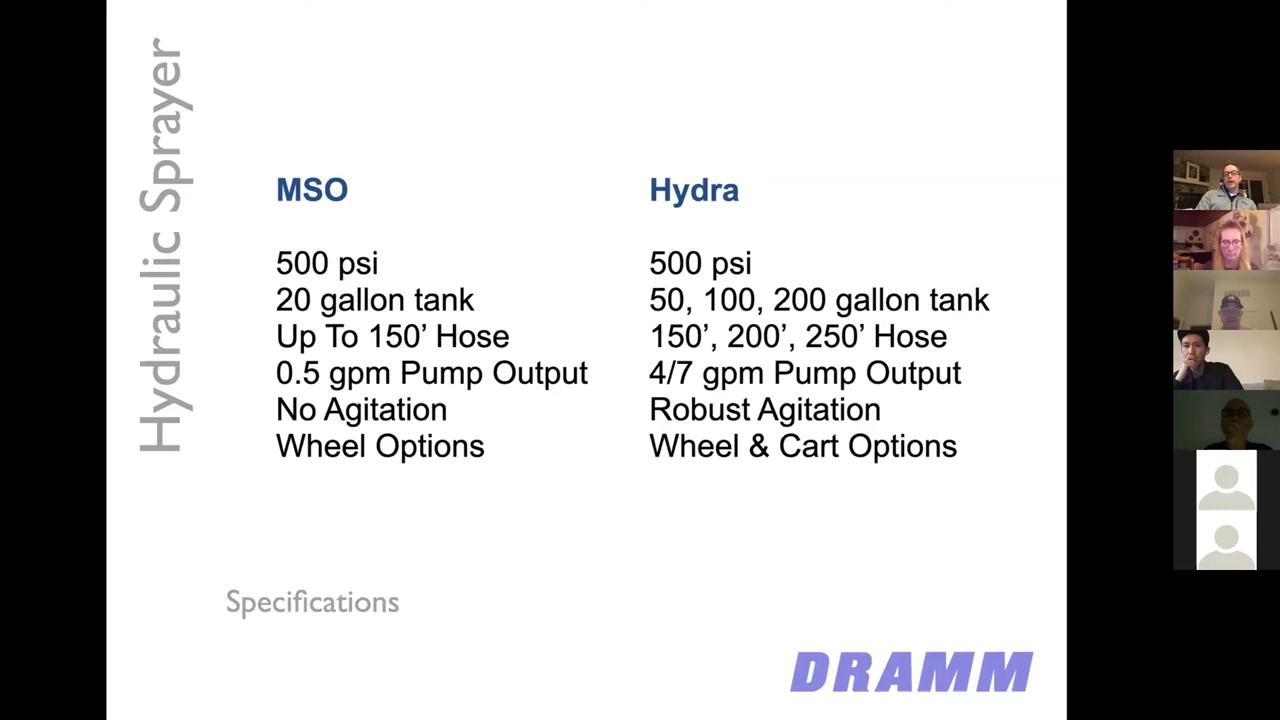 Hydraulic Sprayer
MSO
500 psi
20 gallon tank
Up To 150’ Hose
0.5 gpm Pump Output
No Agitation
Wheel Options
Hydra
500 psi
50, 100, 200 gallon tank
150’, 200’, 250’ Hose
4/7 gpm Pump Output
Robust Agitation
Wheel & Cart Options
Specifications
DRAMM